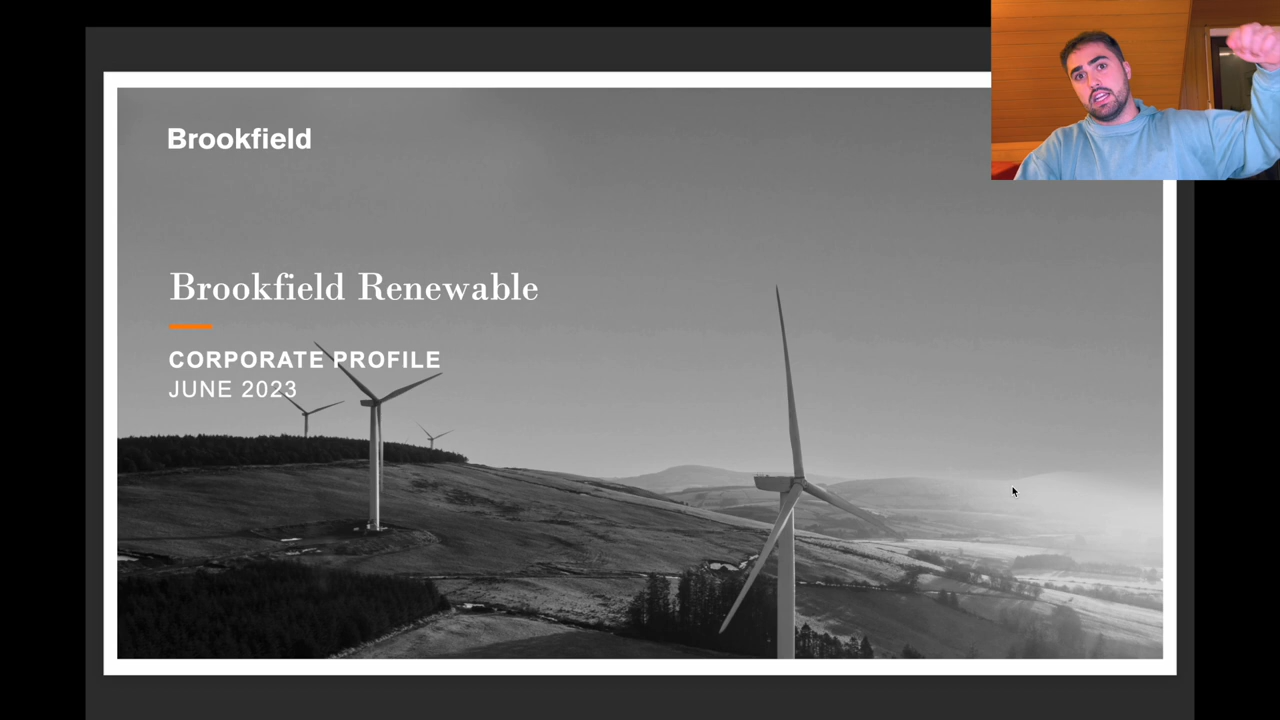 Brookfield
Brookfield Renewable
CORPORATE PROFILE
JUNE 2023